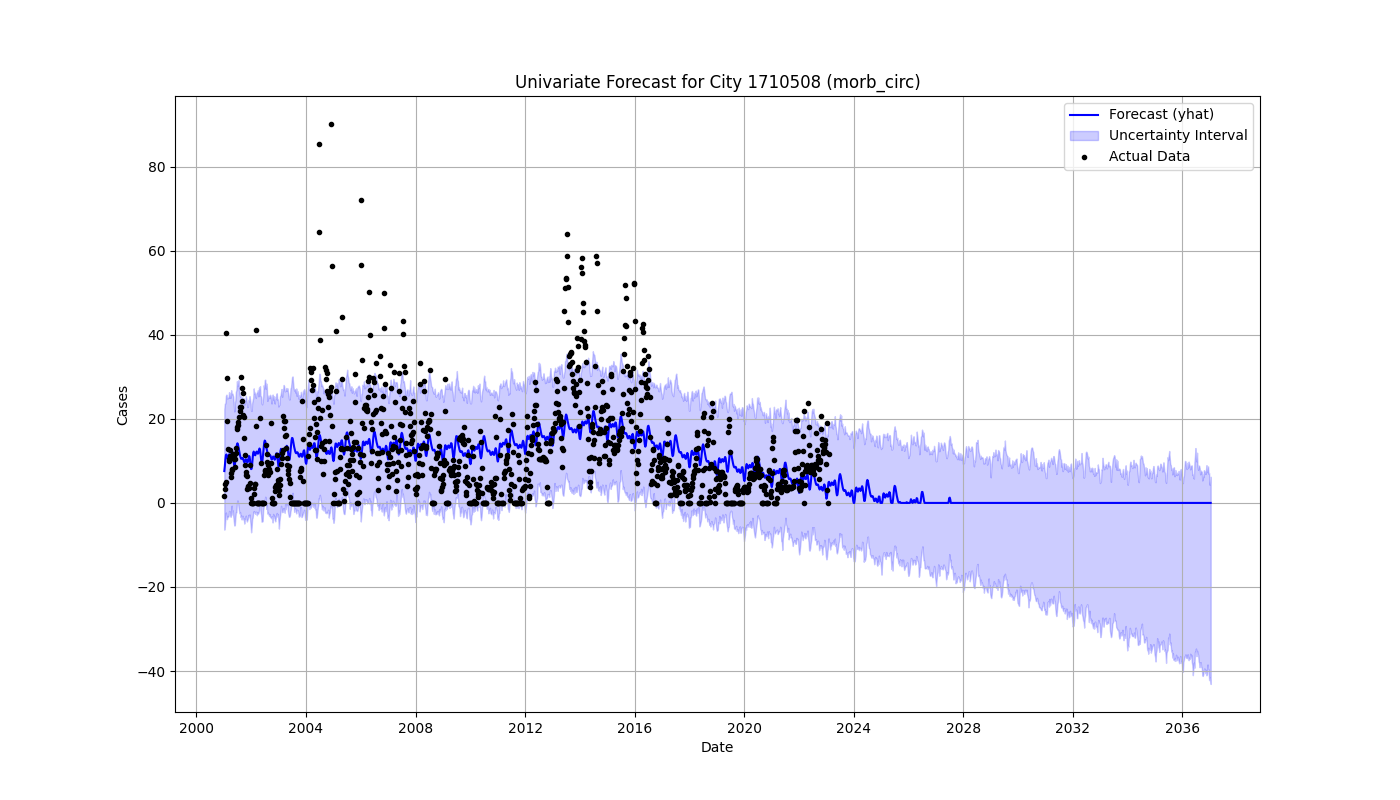 Univariate Forecast for City 1710508 (morb_circ)
Forecast (yhat)
Uncertainty Interval
Actual Data
Cases
80
60
40
20
0
−20
−40
2000 2004 2008 2012 2016 2020 2024 2028 2032 2036
Date